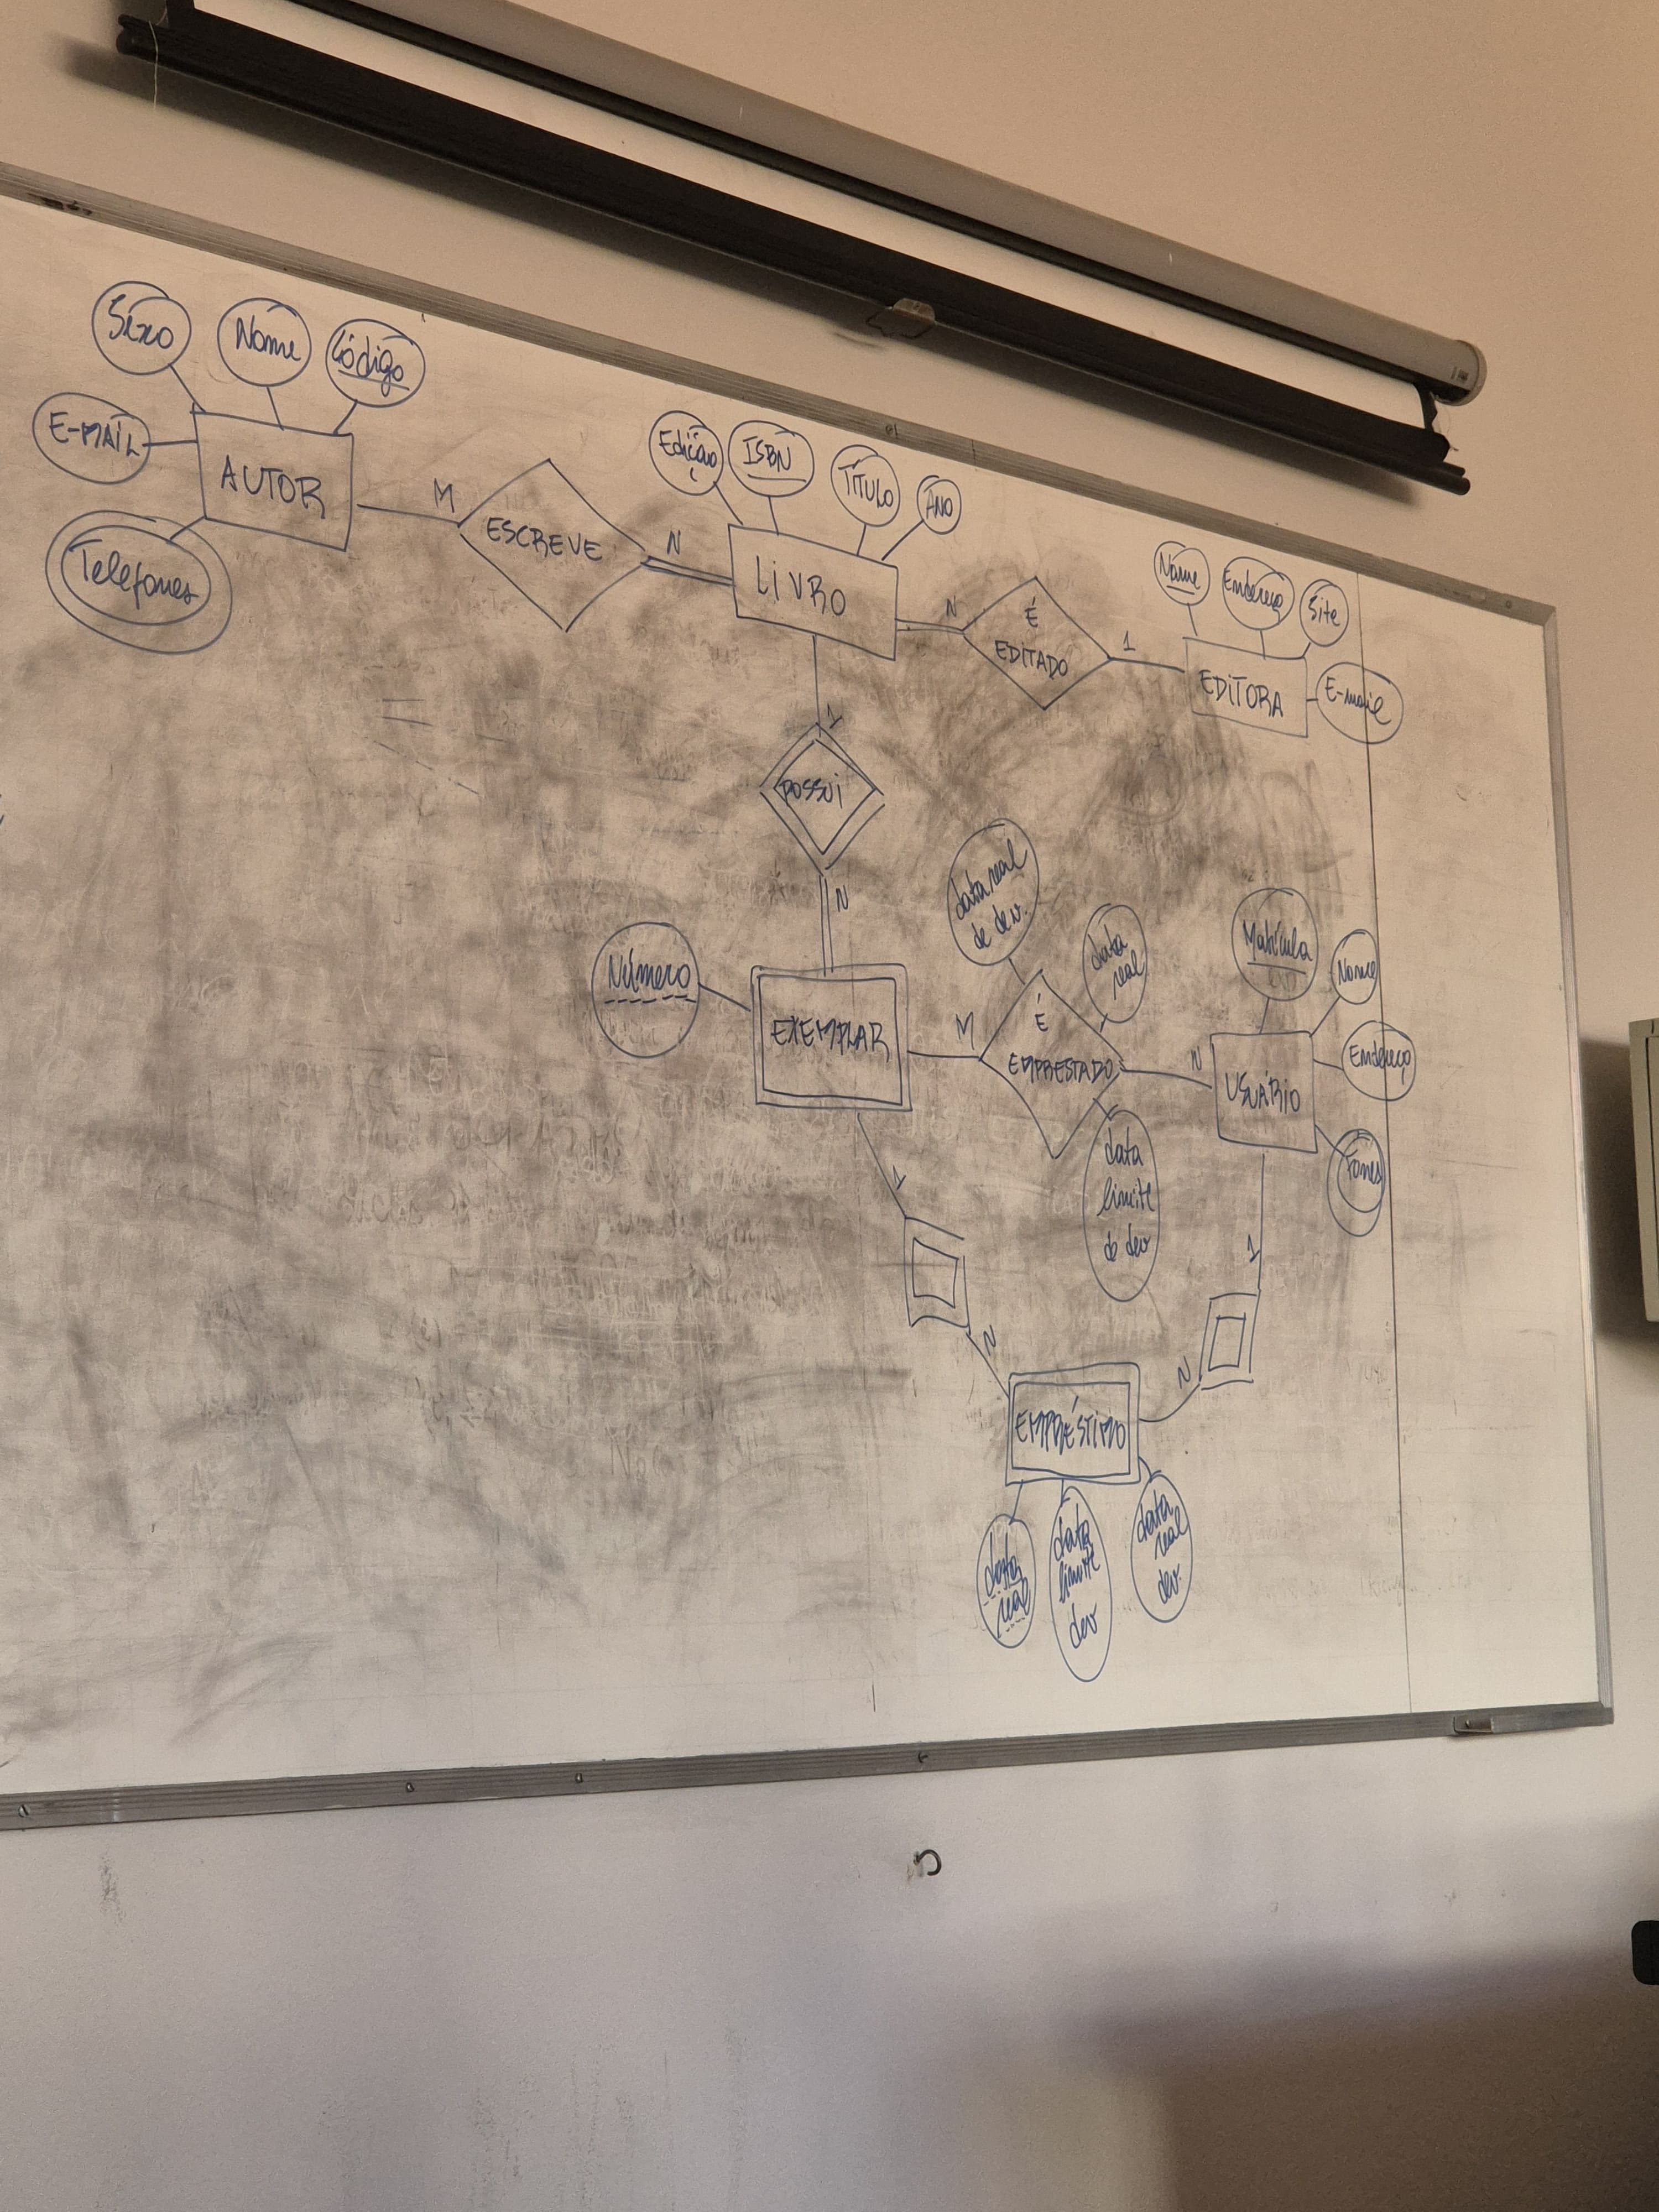 Sexo
Nome
Código
E-MAIL
AUTOR
Telefones
M
ESCREVE
N
Edição
ISBN
TÍTULO
ANO
LIVRO
N
É
EDITADO
1
Nome
Endereço
Site
EDITORA
E-mail
1
POSSUI
N
Número
EXEMPLAR
M
data real
de dev.
data
real
É
EMPRESTADO
data
limite
de dev
N
Matrícula
Nome
Endereço
USUÁRIO
Fones
1
N
1
N
EMPRÉSTIMO
data
real
data
limite
dev
data
real
dev